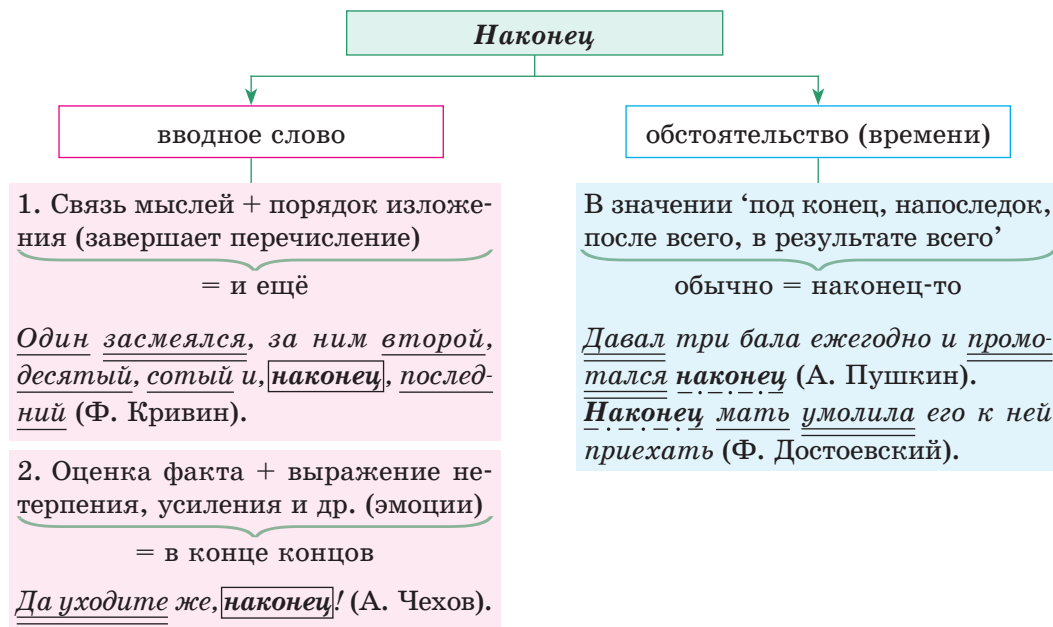 Наконец
вводное слово
1. Связь мыслей + порядок изложе-
ния (завершает перечисление)
= и ещё
Один засмеялся, за ним второй,
десятый, сотый и, наконец, послед-
ний (Ф. Кривин).
2. Оценка факта + выражение не-
терпения, усиления и др. (эмоции)
= в конце концов
Да уходите же, наконец! (А. Чехов).
обстоятельство (времени)
В значении ‘под конец, напоследок,
после всего, в результате всего’
обычно = наконец-то
Давал три бала ежегодно и промо-
тался наконец (А. Пушкин).
Наконец мать умолила его к ней
приехать (Ф. Достоевский).